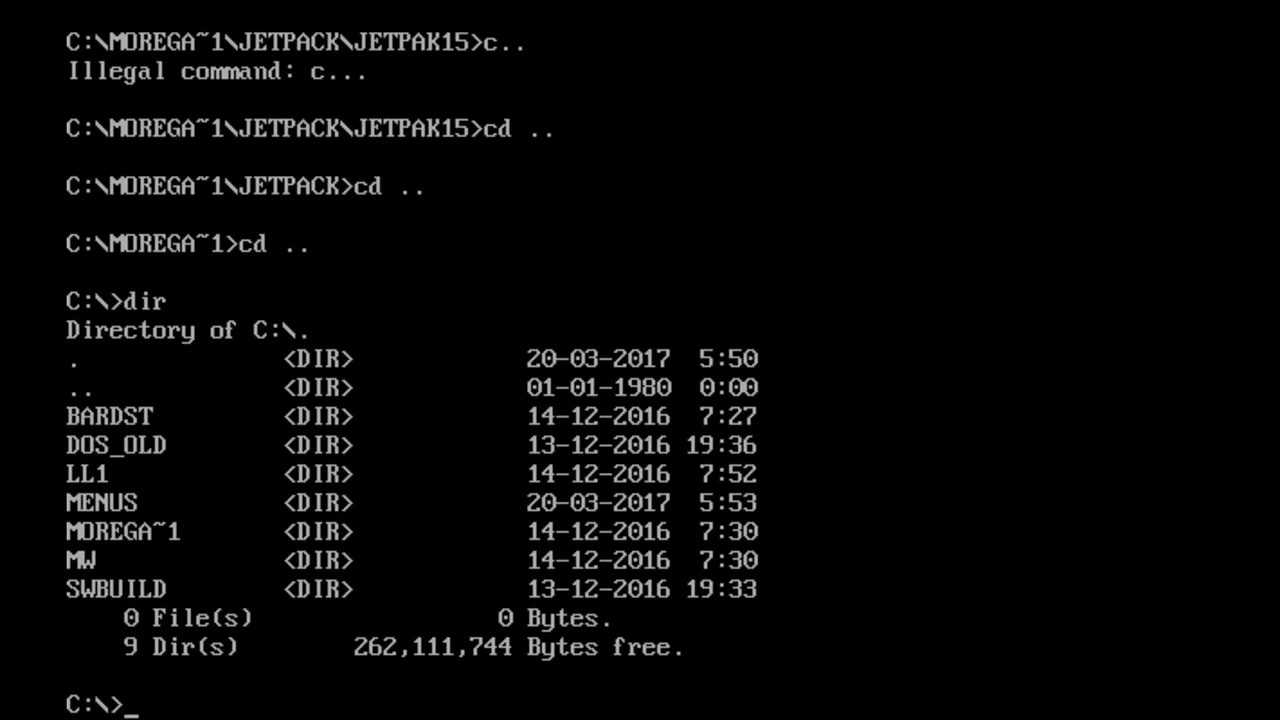 C:\MOREGA~1\JETPACK\JETPAK15>c..
Illegal command: c...
C:\MOREGA~1\JETPACK\JETPAK15>cd ..
C:\MOREGA~1\JETPACK>cd ..
C:\MOREGA~1>cd ..
C:\>dir
Directory of C:\.
. <DIR> 20-03-2017 5:50
.. <DIR> 01-01-1980 0:00
BARDST <DIR> 14-12-2016 7:27
DOS_OLD <DIR> 13-12-2016 19:36
LL1 <DIR> 14-12-2016 7:52
MENUS <DIR> 20-03-2017 5:53
MOREGA~1 <DIR> 14-12-2016 7:30
MW <DIR> 14-12-2016 7:30
SWBUILD <DIR> 13-12-2016 19:33
0 File(s) 0 Bytes.
9 Dir(s) 262,111,744 Bytes free.
C:\>_